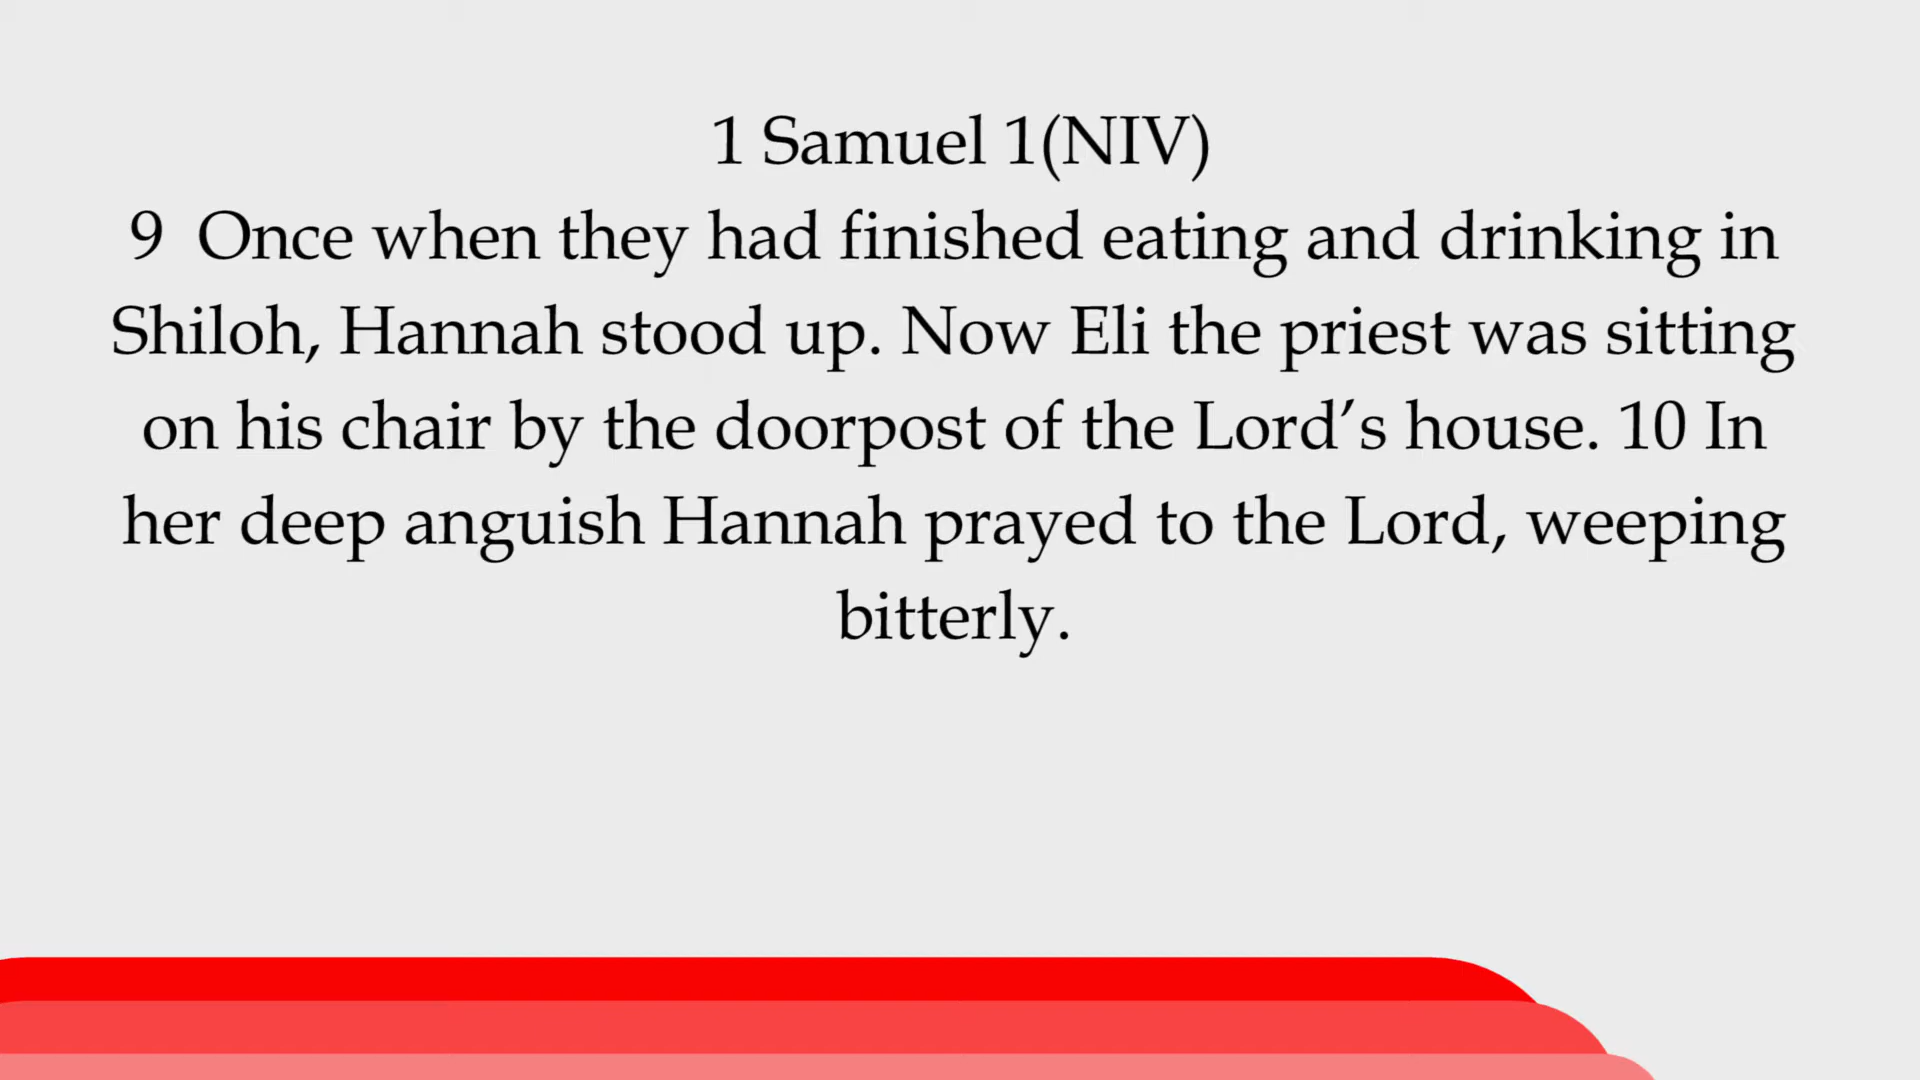 1 Samuel 1(NIV)
9  Once when they had finished eating and drinking in
Shiloh, Hannah stood up. Now Eli the priest was sitting
on his chair by the doorpost of the Lord’s house. 10 In
her deep anguish Hannah prayed to the Lord, weeping
bitterly.